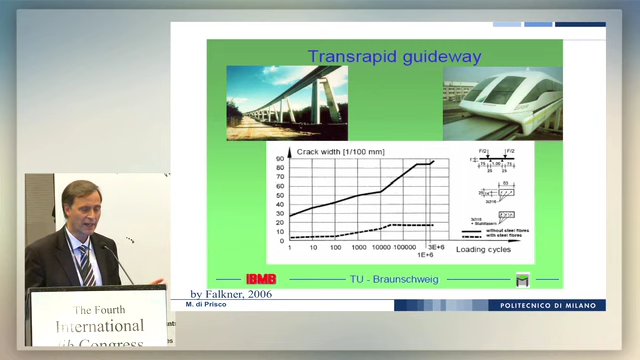 Transrapid guideway
Crack width [1/100 mm]
90
80
70
60
50
40
30
20
10
0
1 10 100 1000 10000 100000 3E+6
1E+6
F/2 F/2
without steel fibres
with steel fibres
Loading cycles
IBMB
TU - Braunschweig
by Falkner, 2006
M. di Prisco
POLITECNICO DI MILANO
The Fourth
International
Congress